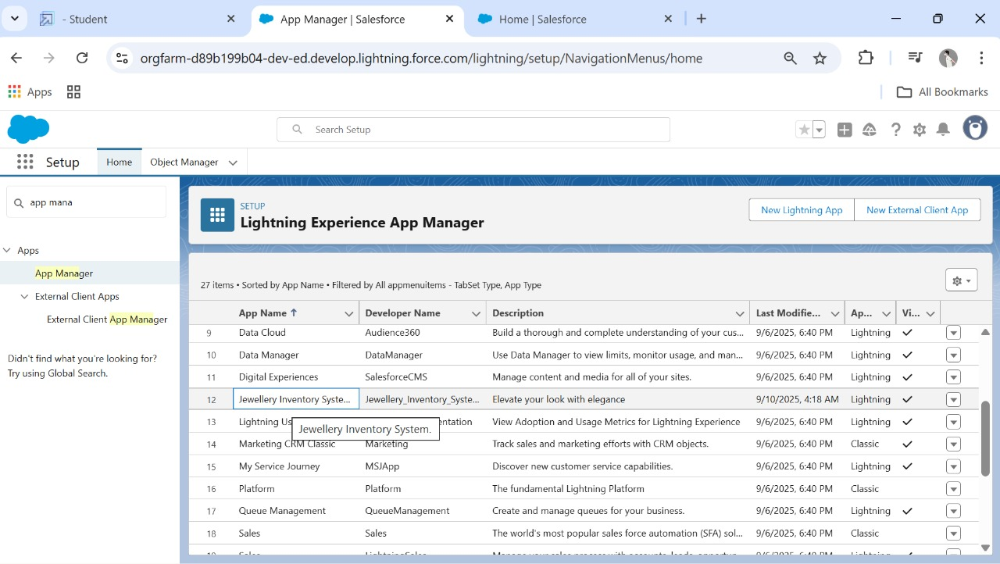 - Student
App Manager | Salesforce
Home | Salesforce
orgfarm-d89b199b04-dev-ed.develop.lightning.force.com/lightning/setup/NavigationMenus/home
Apps
All Bookmarks
Search Setup
Setup
Home
Object Manager
app mana
Apps
App Manager
External Client Apps
External Client App Manager
Didn't find what you're looking for?
Try using Global Search.
SETUP
Lightning Experience App Manager
New Lightning App
New External Client App
27 items • Sorted by App Name • Filtered by All appmenuitems - TabSet Type, App Type
App Name Developer Name Description Last Modifie... Ap... Vi...
9 Data Cloud Audience360 Build a thorough and complete understanding of your cus... 9/6/2025, 6:40 PM Lightning
10 Data Manager DataManager Use Data Manager to view limits, monitor usage, and man... 9/6/2025, 6:40 PM Lightning
11 Digital Experiences SalesforceCMS Manage content and media for all of your sites. 9/6/2025, 6:40 PM Lightning
12 Jewellery Inventory Syste... Jewellery_Inventory_Syste... Elevate your look with elegance 9/10/2025, 4:18 AM Lightning
13 Lightning Us entation View Adoption and Usage Metrics for Lightning Experience 9/6/2025, 6:40 PM Lightning
Jewellery Inventory System.
14 Marketing CRM Classic Marketing Track sales and marketing efforts with CRM objects. 9/6/2025, 6:40 PM Classic
15 My Service Journey MSJApp Discover new customer service capabilities. 9/6/2025, 6:40 PM Lightning
16 Platform Platform The fundamental Lightning Platform 9/6/2025, 6:40 PM Classic
17 Queue Management QueueManagement Create and manage queues for your business. 9/6/2025, 6:40 PM Lightning
18 Sales Sales The world's most popular sales force automation (SFA) sol... 9/6/2025, 6:40 PM Classic